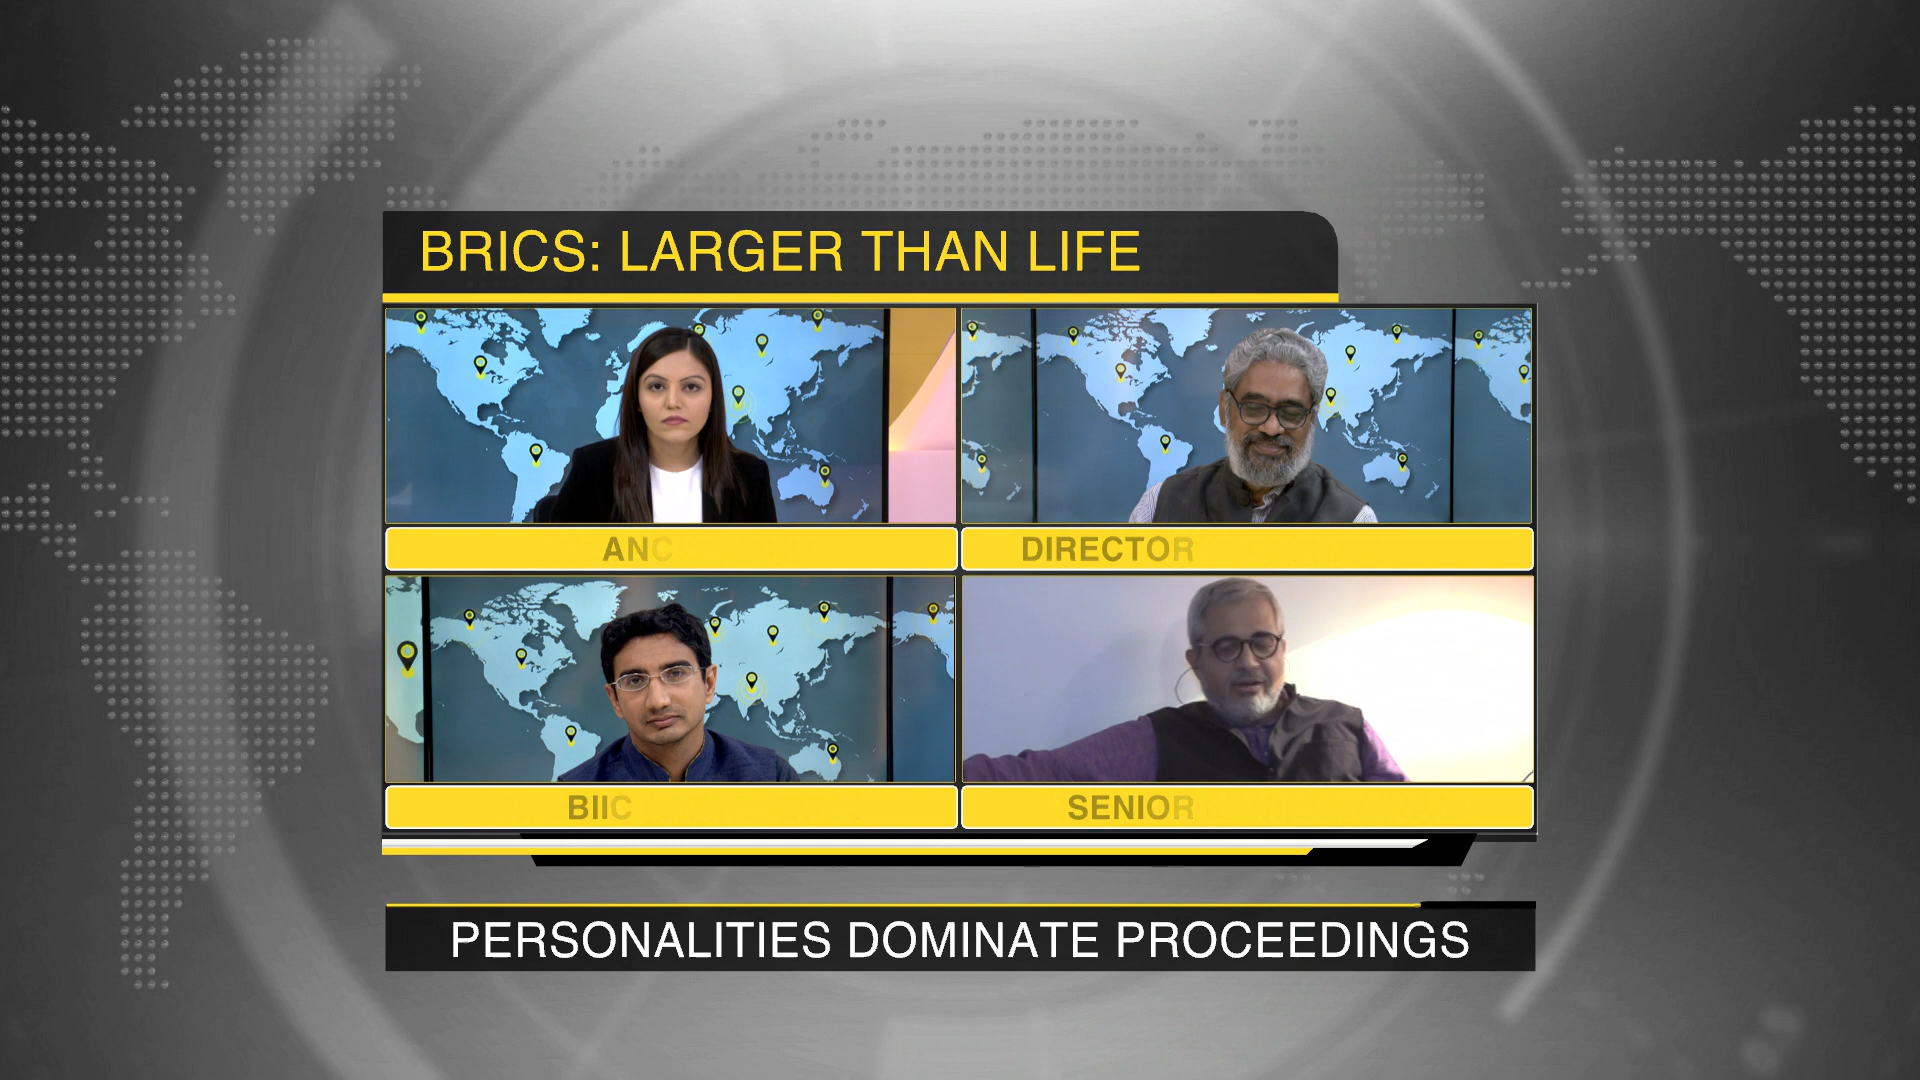 BRICS: LARGER THAN LIFE
ANC
DIRECTOR
BIIC
SENIOR
PERSONALITIES DOMINATE PROCEEDINGS